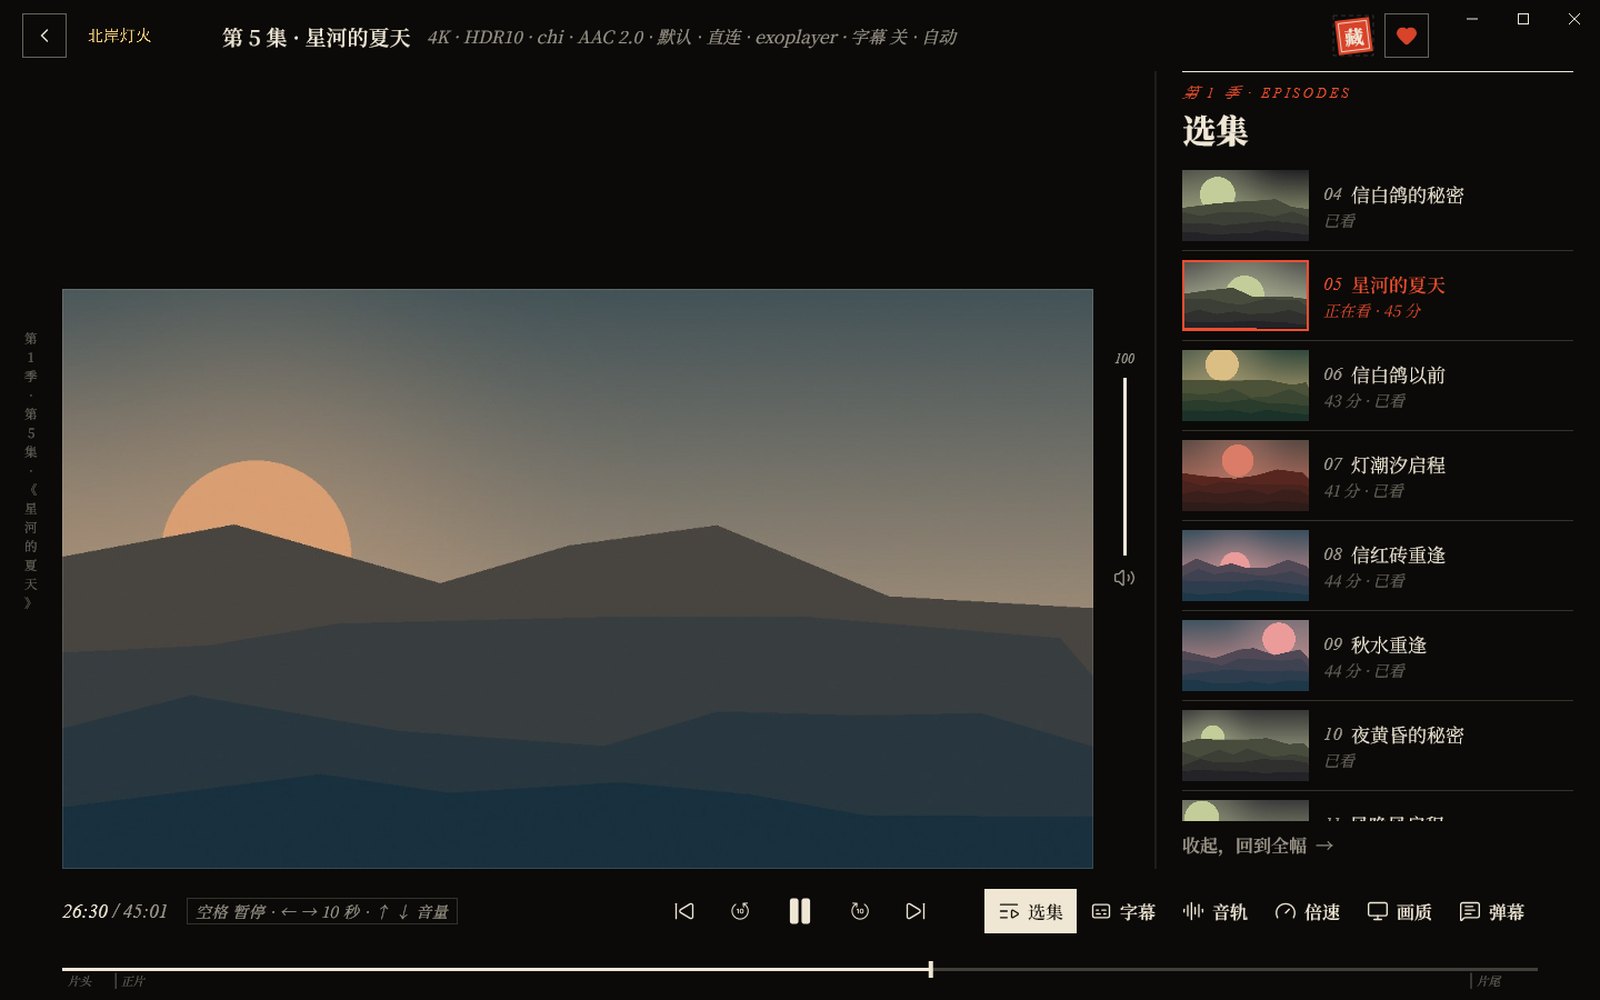 北岸灯火
第 5 集 · 星河的夏天
4K · HDR10 · chi · AAC 2.0 · 默认 · 直连 · exoplayer · 字幕 关 · 自动
藏
第 1 季 · EPISODES
选集
04 信白鸽的秘密
已看
05 星河的夏天
正在看 · 45 分
06 信白鸽以前
43 分 · 已看
07 灯潮汐启程
41 分 · 已看
08 信红砖重逢
44 分 · 已看
09 秋水重逢
44 分 · 已看
10 夜黄昏的秘密
已看
收起，回到全幅 →
第1季·第5集·《星河的夏天》
100
26:30 / 45:01
空格 暂停 · ← → 10 秒 · ↑ ↓ 音量
10
10
选集
字幕
音轨
倍速
画质
弹幕
片头
正片
片尾